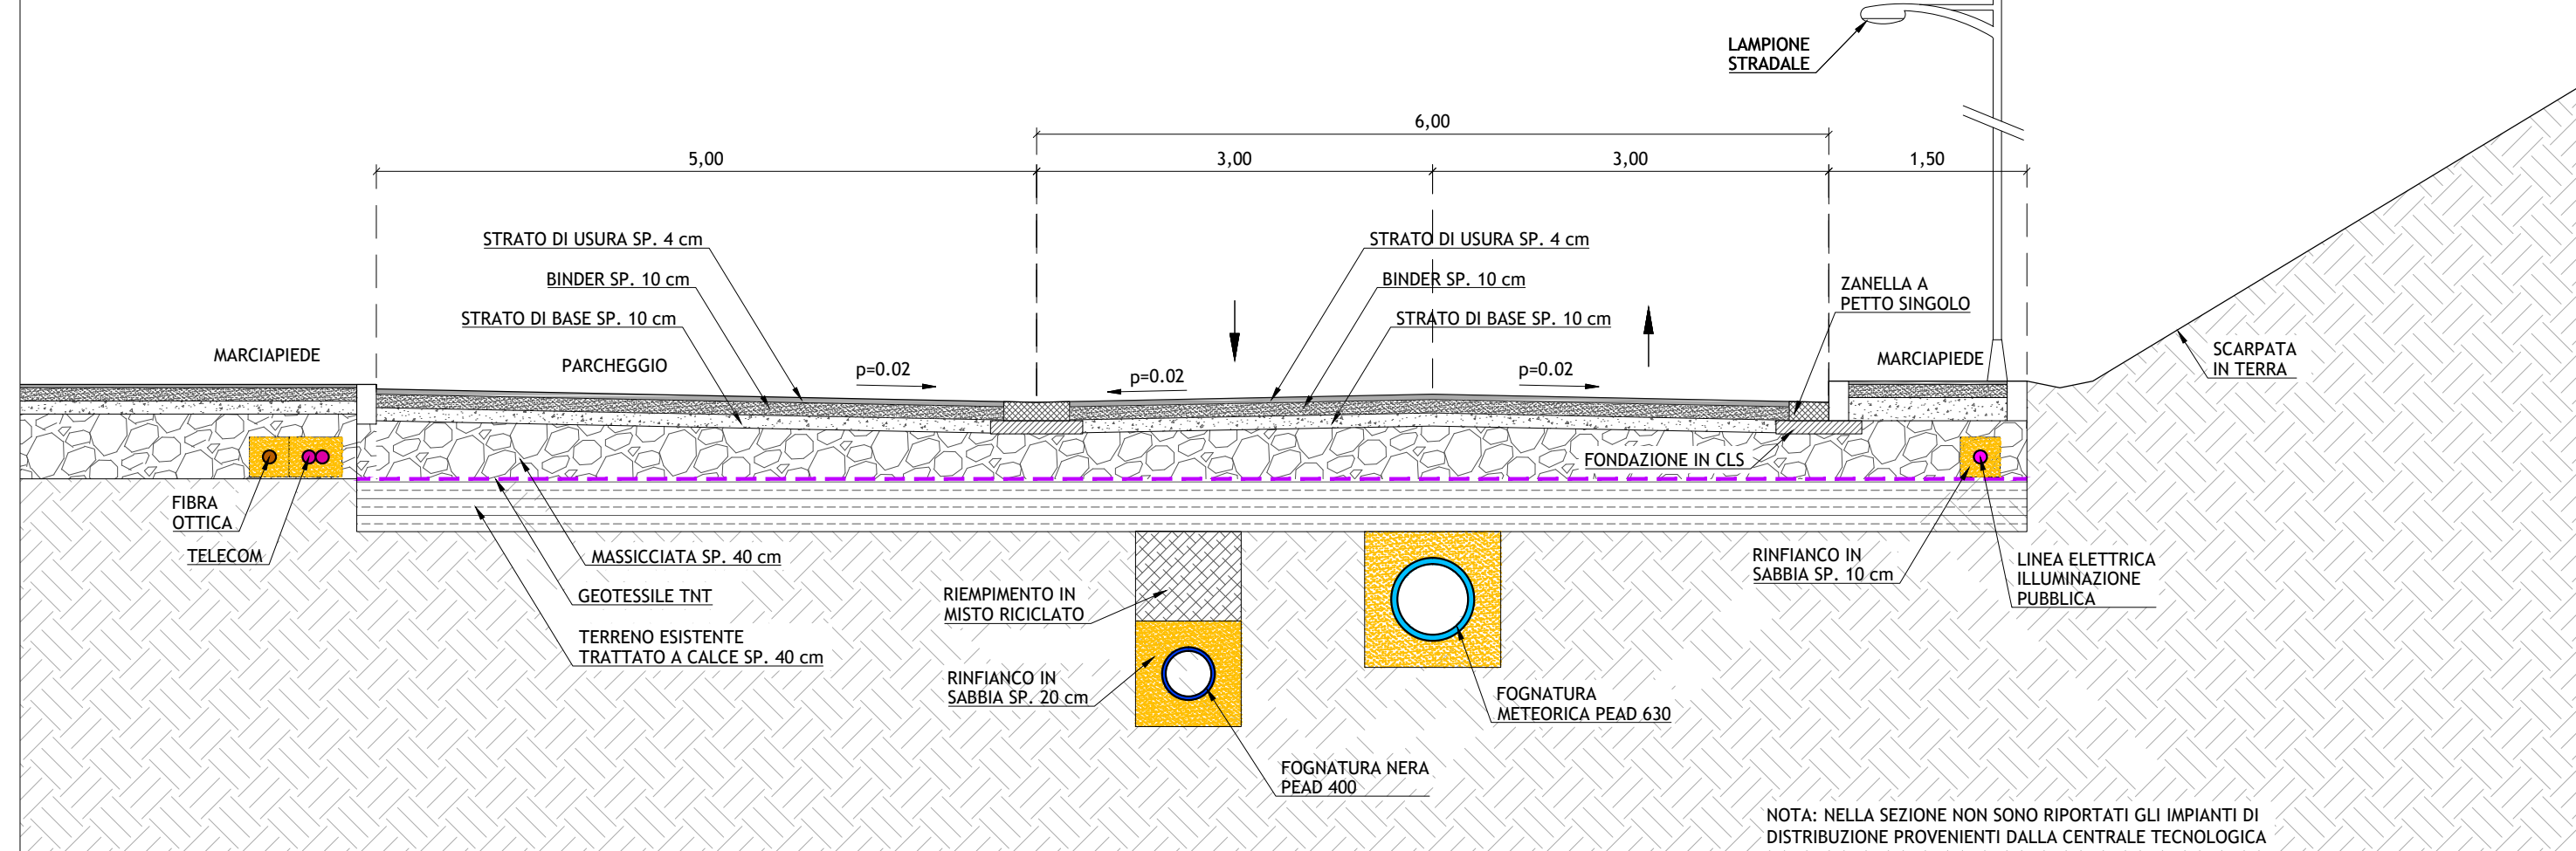 LAMPIONE
STRADALE
6,00
5,00
3,00
3,00
1,50
STRATO DI USURA SP. 4 cm
BINDER SP. 10 cm
STRATO DI BASE SP. 10 cm
STRATO DI USURA SP. 4 cm
BINDER SP. 10 cm
STRATO DI BASE SP. 10 cm
ZANELLA A
PETTO SINGOLO
MARCIAPIEDE
PARCHEGGIO
p=0.02
p=0.02
p=0.02
MARCIAPIEDE
SCARPATA
IN TERRA
FONDAZIONE IN CLS
FIBRA
OTTICA
TELECOM
MASSICCIATA SP. 40 cm
GEOTESSILE TNT
TERRENO ESISTENTE
TRATTATO A CALCE SP. 40 cm
RIEMPIMENTO IN
MISTO RICICLATO
RINFIANCO IN
SABBIA SP. 20 cm
FOGNATURA NERA
PEAD 400
FOGNATURA
METEORICA PEAD 630
RINFIANCO IN
SABBIA SP. 10 cm
LINEA ELETTRICA
ILLUMINAZIONE
PUBBLICA
NOTA: NELLA SEZIONE NON SONO RIPORTATI GLI IMPIANTI DI
DISTRIBUZIONE PROVENIENTI DALLA CENTRALE TECNOLOGICA